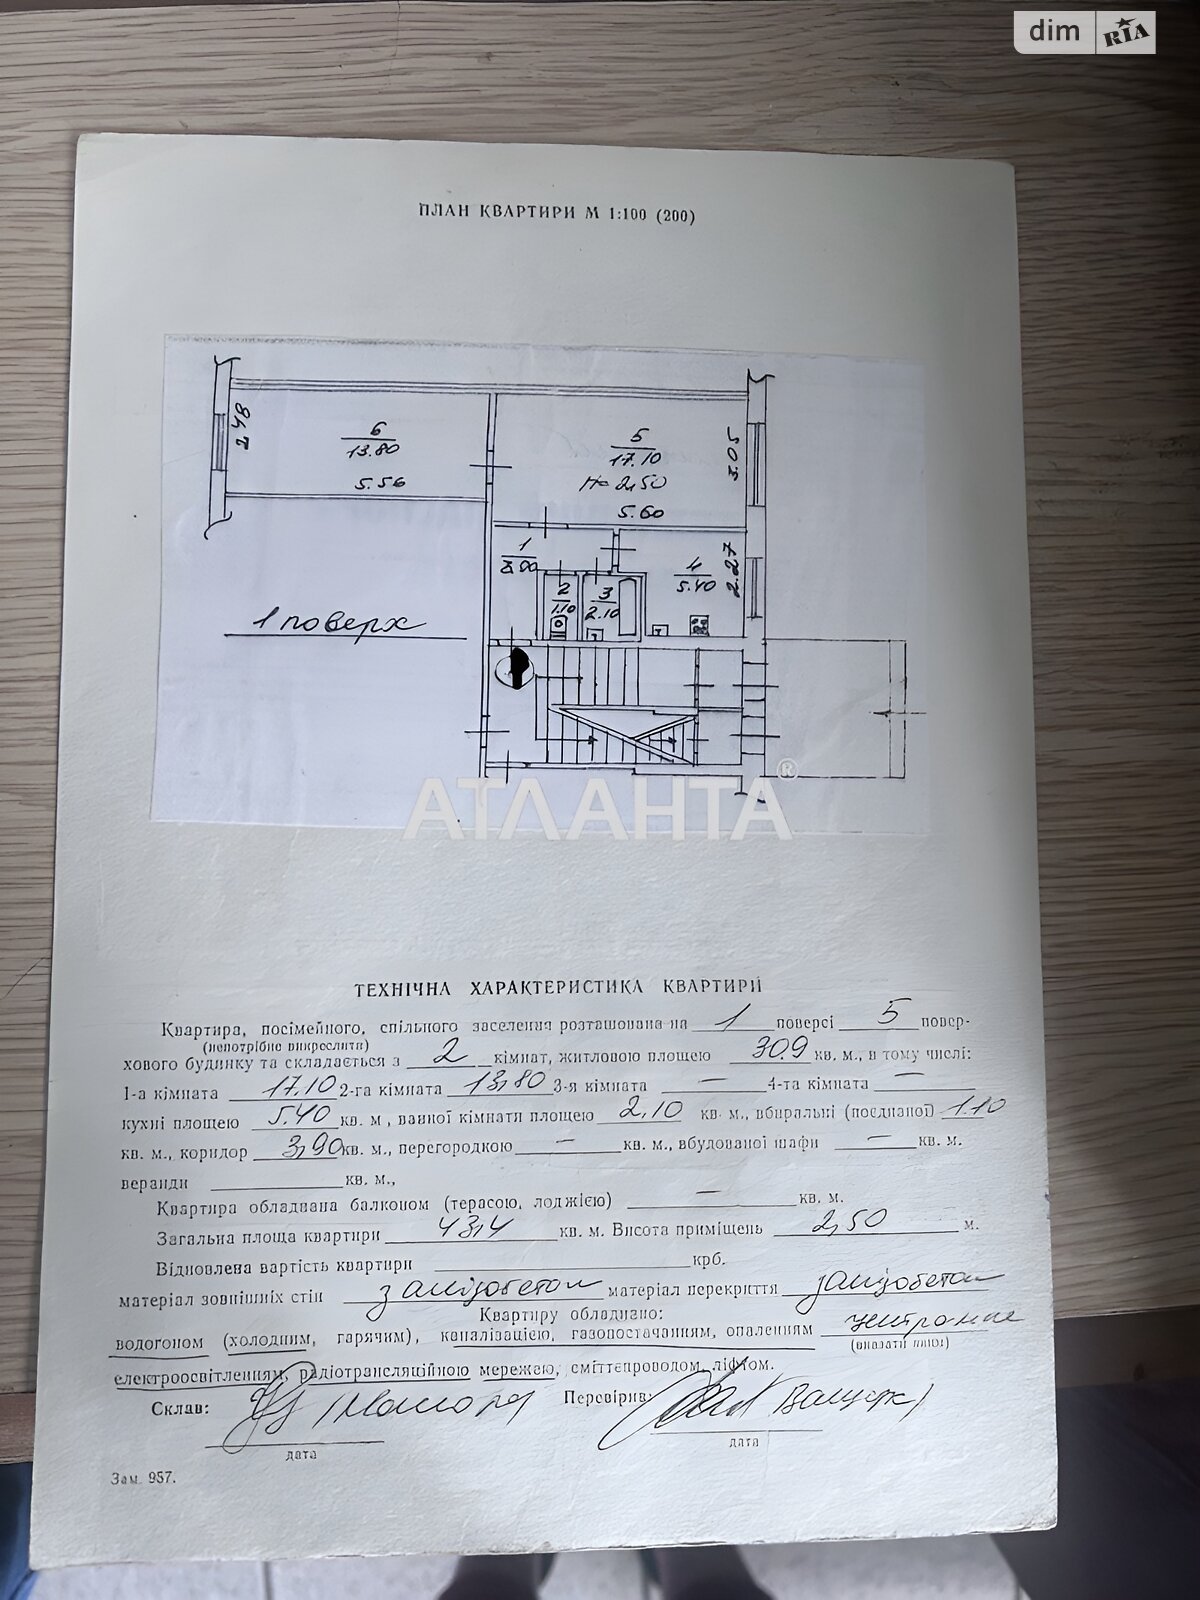 dim RIA
ПЛАН КВАРТИРИ М 1:100 (200)
2.48
6
13.80
5.56
5
17.10
H=2,50
5.60
3.05
1
2
1.10
3
2.10
4
5.40
2.27
1 поверх
АТЛАНТА®
ТЕХНІЧНА ХАРАКТЕРИСТИКА КВАРТИРИ
Квартира, посімейного, спільного заселення розташована на 1 поверсі 5 повер-
(непотрібне викреслити)
хового будинку та складається з 2 кімнат, житловою площею 30.9 кв. м., в тому числі:
1-а кімната 17.10 2-га кімната 13,80 3-я кімната — 4-та кімната —
кухні площею 5.40 кв. м, ванної кімнати площею 2,10 кв. м., вбиральні (поєднаної) 1.10
кв. м., коридор 3,90 кв. м., перегородкою — кв. м., вбудованої шафи — кв. м.
веранди кв. м.,
Квартира обладнана балконом (терасою, лоджією) — кв. м.
Загальна площа квартири 43,4 кв. м. Висота приміщень 2,50 м.
Відновлена вартість квартири крб.
матеріал зовнішніх стін матеріал перекриття
Квартиру обладнано:
водогоном (холодним, гарячим), каналізацією, газопостачанням, опаленням
(вказати якої)
електроосвітленням, радіотрансляційною мережею, сміттєпроводом, ліфтом.
Склав: Перевірив:
дата дата
Зам. 957.